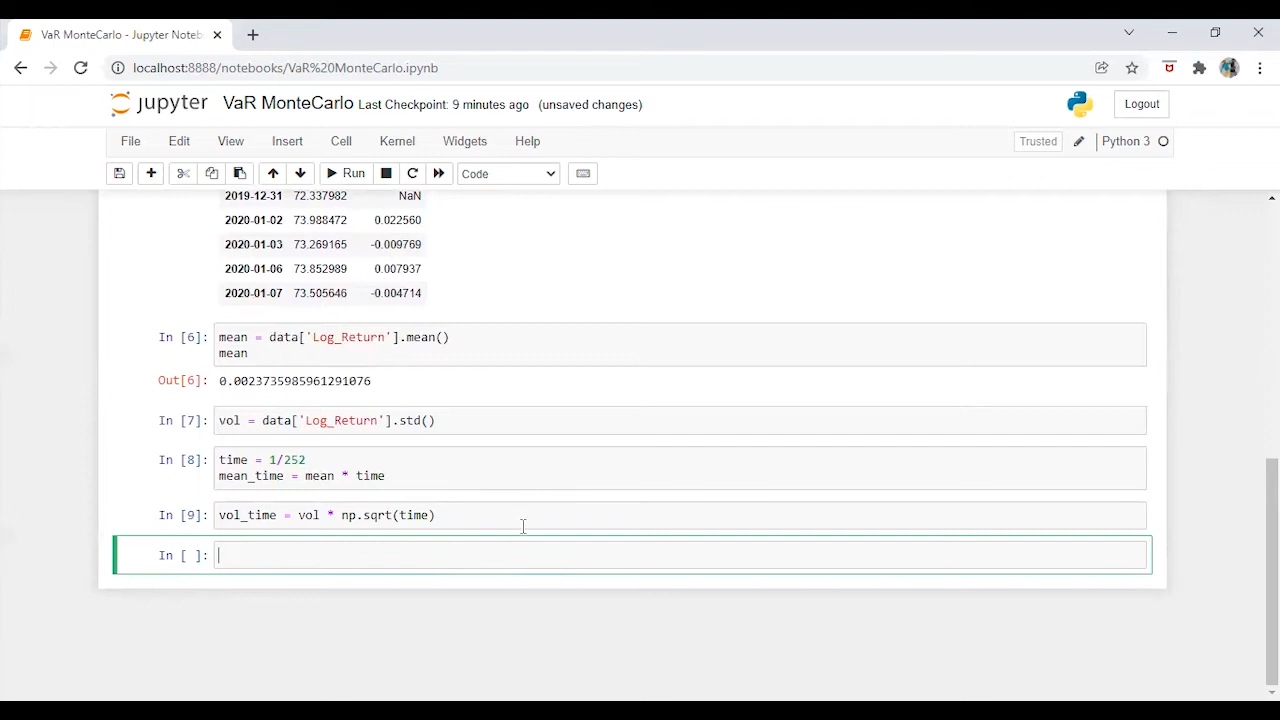 VaR MonteCarlo - Jupyter Noteb
localhost:8888/notebooks/VaR%20MonteCarlo.ipynb
jupyter VaR MonteCarlo Last Checkpoint: 9 minutes ago (unsaved changes) Logout
File Edit View Insert Cell Kernel Widgets Help Trusted Python 3
Run Code
2019-12-31 72.337982 NaN
2020-01-02 73.988472 0.022560
2020-01-03 73.269165 -0.009769
2020-01-06 73.852989 0.007937
2020-01-07 73.505646 -0.004714
In [6]: mean = data['Log_Return'].mean()
mean
Out[6]: 0.0023735985961291076
In [7]: vol = data['Log_Return'].std()
In [8]: time = 1/252
mean_time = mean * time
In [9]: vol_time = vol * np.sqrt(time)
In [ ]: